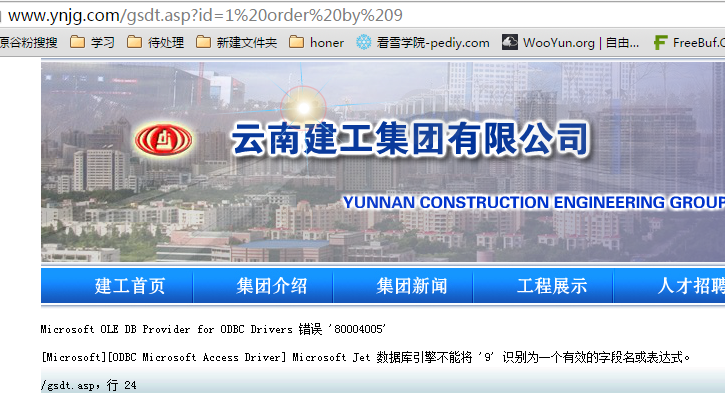 www.ynjg.com/gsdt.asp?id=1%20order%20by%209
原谷粉搜搜 学习 待处理 新建文件夹 honer 看雪学院-pediy.com WooYun.org | 自由... FreeBuf.C
云南建工集团有限公司
YUNNAN CONSTRUCTION ENGINEERING GROUP
建工首页 集团介绍 集团新闻 工程展示 人才招聘
Microsoft OLE DB Provider for ODBC Drivers 错误 '80004005'
[Microsoft][ODBC Microsoft Access Driver] Microsoft Jet 数据库引擎不能将 '9' 识别为一个有效的字段名或表达式。
/gsdt.asp，行 24